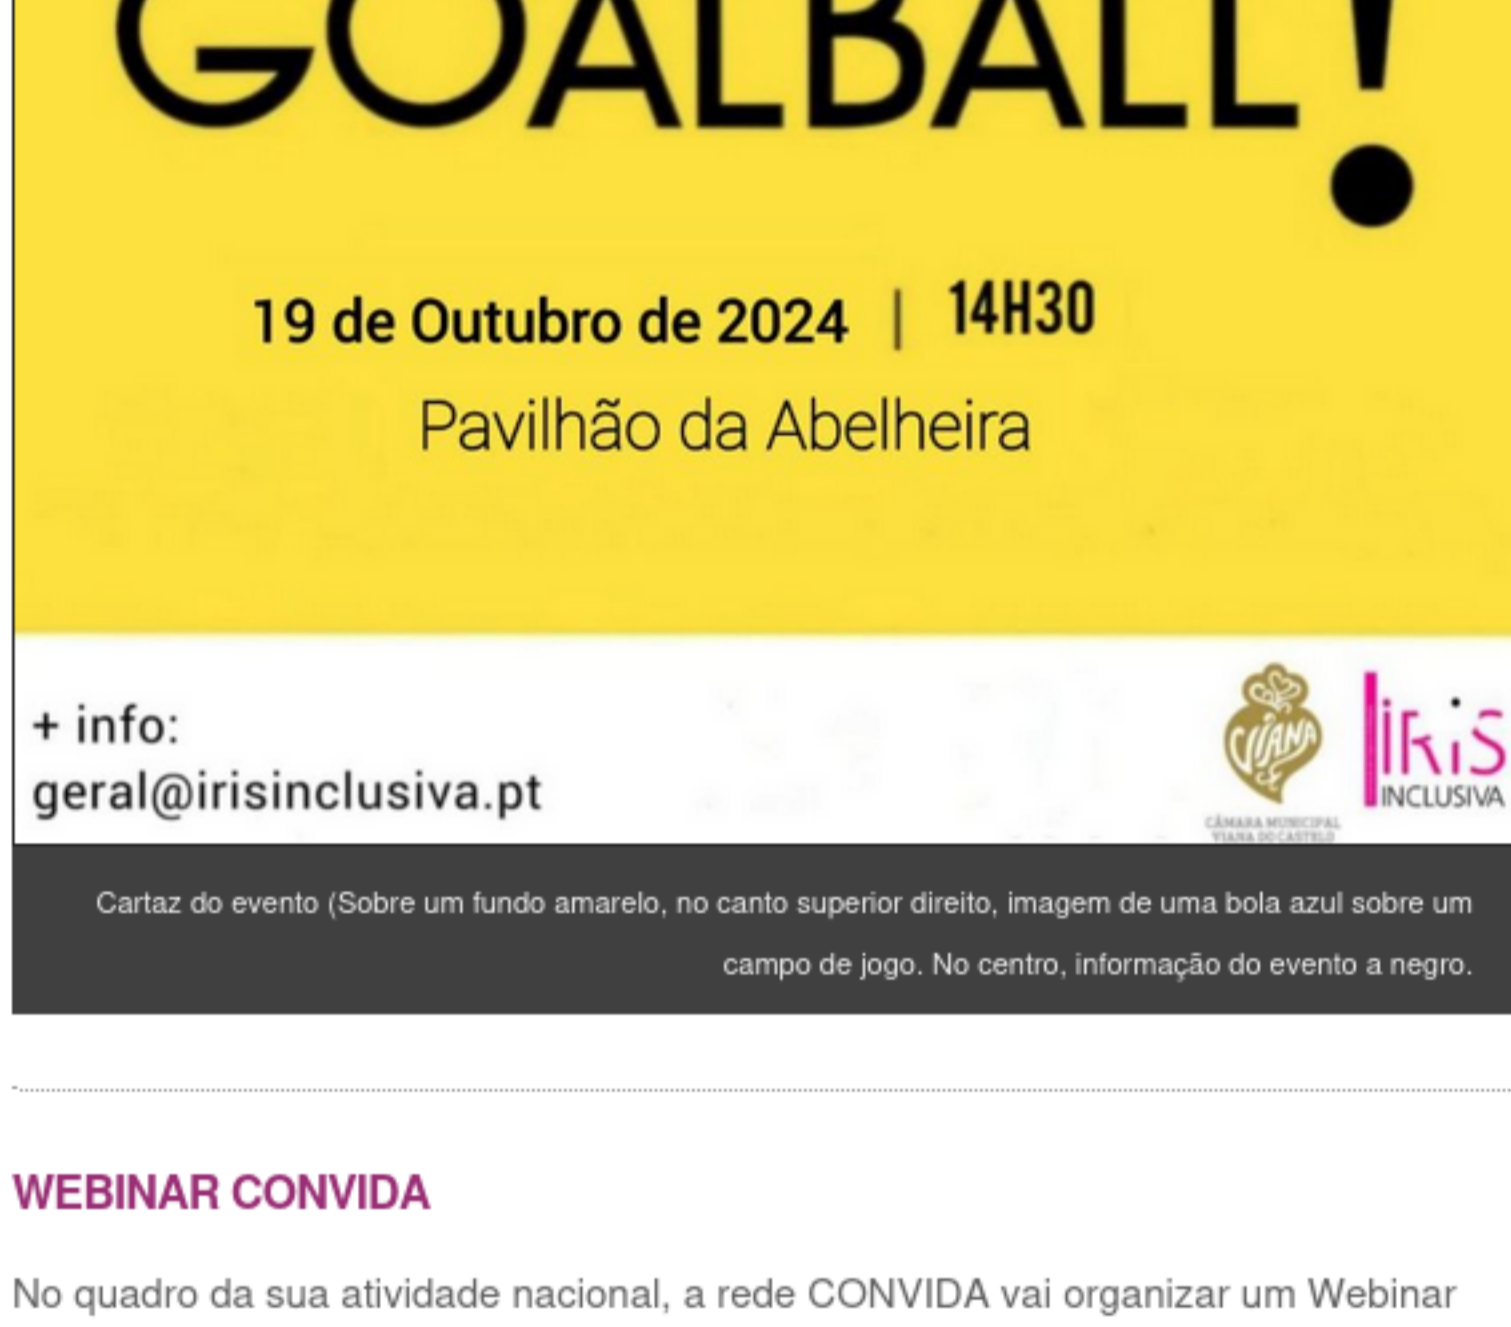 GOALBALL!
19 de Outubro de 2024 | 14H30
Pavilhão da Abelheira
+ info:
geral@irisinclusiva.pt
VIANA
CÂMARA MUNICIPAL
VIANA DO CASTELO
IRIS
INCLUSIVA
Cartaz do evento (Sobre um fundo amarelo, no canto superior direito, imagem de uma bola azul sobre um
campo de jogo. No centro, informação do evento a negro.
WEBINAR CONVIDA
No quadro da sua atividade nacional, a rede CONVIDA vai organizar um Webinar